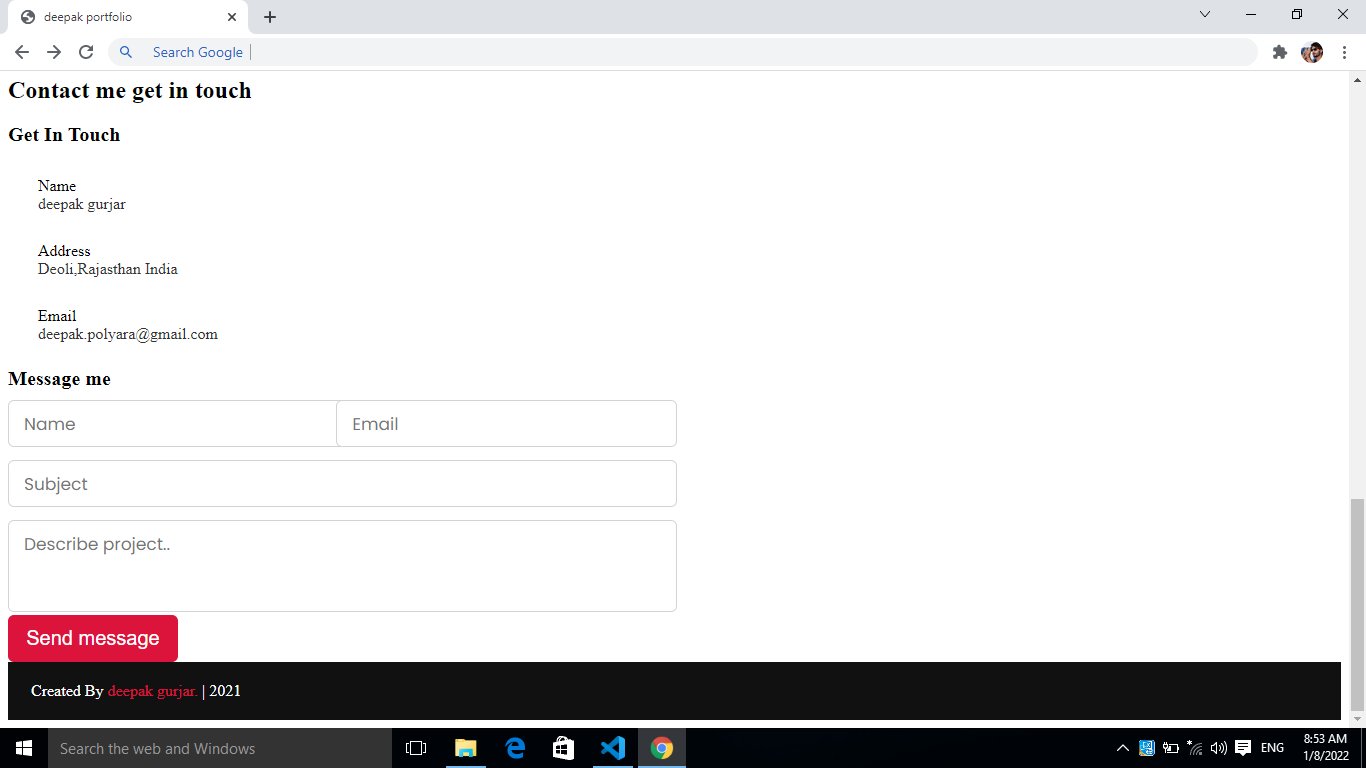 deepak portfolio
Search Google
Contact me get in touch
Get In Touch
Name
deepak gurjar
Address
Deoli,Rajasthan India
Email
deepak.polyara@gmail.com
Message me
Name Email
Subject
Describe project..
Send message
Created By deepak gurjar. | 2021
Search the web and Windows
ENG
8:53 AM
1/8/2022